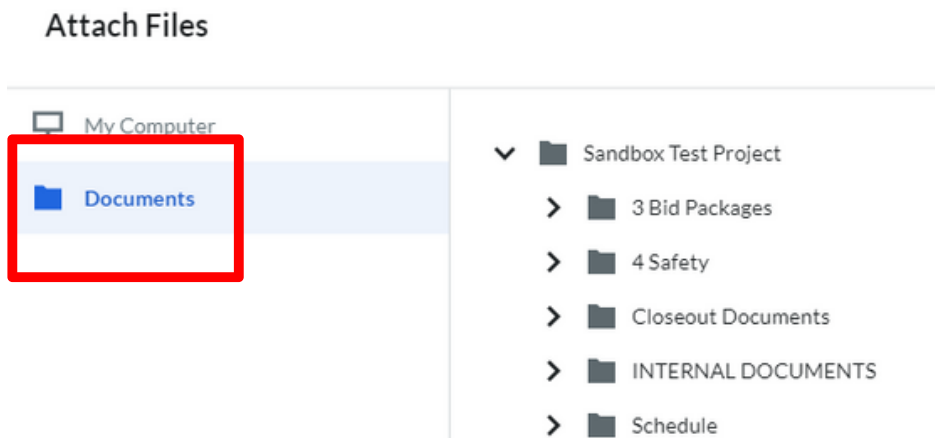 Attach Files
My Computer
Documents
Sandbox Test Project
3 Bid Packages
4 Safety
Closeout Documents
INTERNAL DOCUMENTS
Schedule